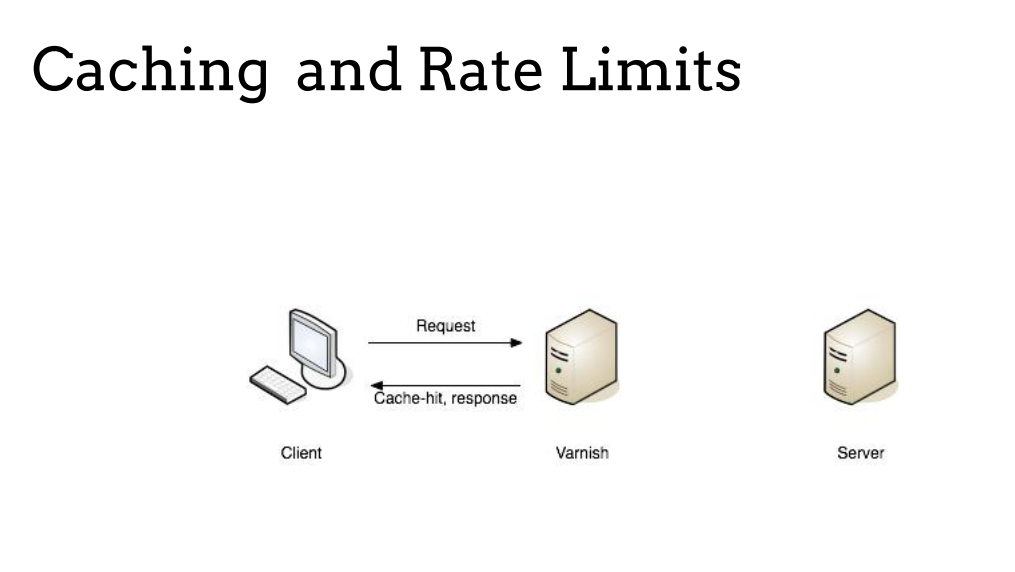 Caching  and Rate Limits
Request
Cache-hit, response
Client
Varnish
Server